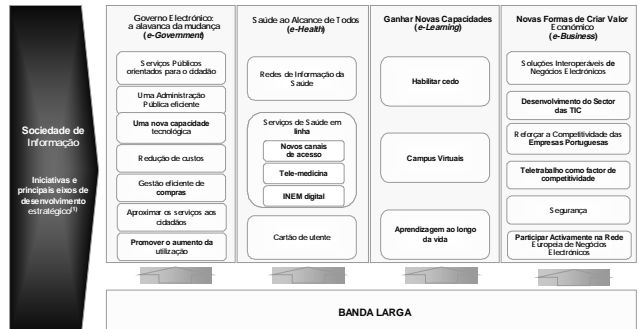 Sociedade de
Informação
Iniciativas e
principais eixos de
desenvolvimento
estratégico(1)
Governo Electrónico:
a alavanca da mudança
(e-Government)
Serviços Públicos
orientados para o cidadão
Uma Administração
Pública eficiente
Uma nova capacidade
tecnológica
Redução de custos
Gestão eficiente de
compras
Aproximar os serviços aos
cidadãos
Promover o aumento da
utilização
Saúde ao Alcance de Todos
(e-Health)
Redes de Informação da
Saúde
Serviços de Saúde em
linha
Novos canais
de acesso
Tele-medicina
INEM digital
Cartão de utente
Ganhar Novas Capacidades
(e-Learning)
Habilitar cedo
Campus Virtuais
Aprendizagem ao longo
da vida
Novas Formas de Criar Valor
Económico
(e-Business)
Soluções Interoperáveis de
Negócios Electrónicos
Desenvolvimento do Sector
das TIC
Reforçar a Competitividade das
Empresas Portuguesas
Teletrabalho como factor de
competitividade
Segurança
Participar Activamente na Rede
Europeia de Negócios
Electrónicos
BANDA LARGA